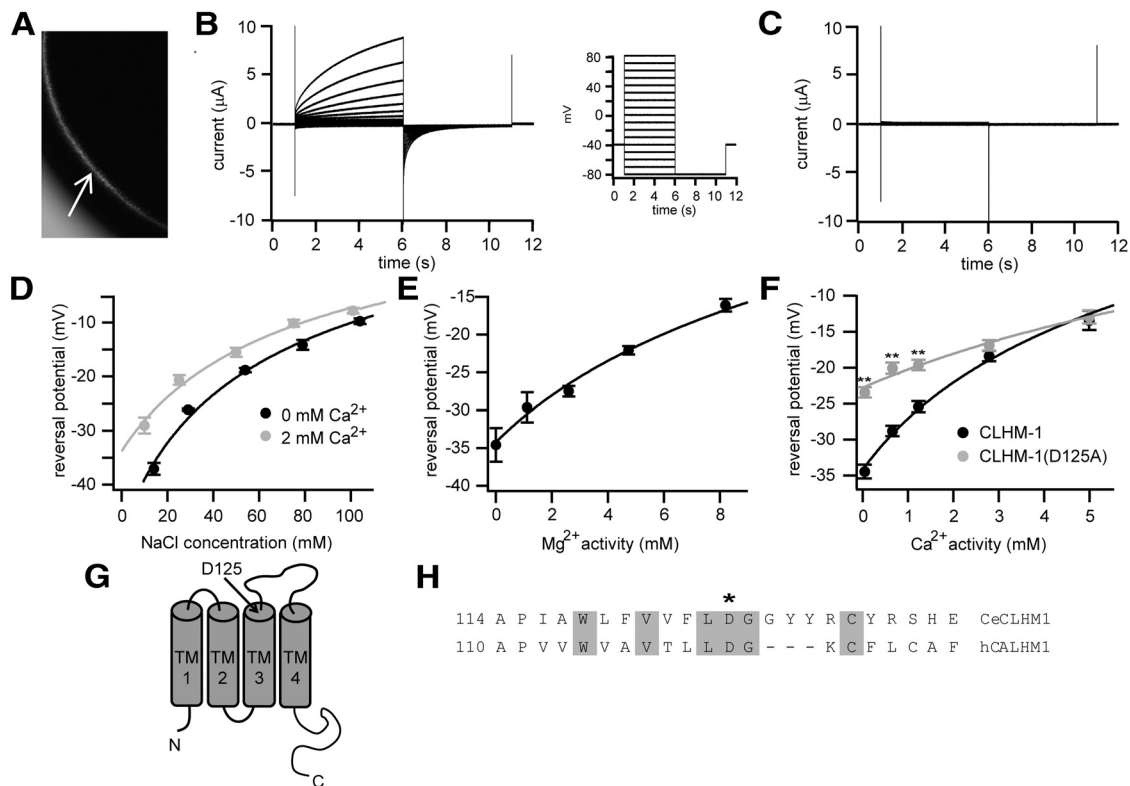 A
B
10
5
0
-5
-10
current (μA)
0 2 4 6 8 10 12
time (s)
80
40
0
-40
-80
mV
0 2 4 6 8 10 12
time (s)
C
10
5
0
-5
-10
current (μA)
0 2 4 6 8 10 12
time (s)
D
-10
-20
-30
-40
reversal potential (mV)
0 mM Ca2+
2 mM Ca2+
0 20 40 60 80 100
NaCl concentration (mM)
E
-15
-20
-25
-30
-35
-40
reversal potential (mV)
0 2 4 6 8
Mg2+ activity (mM)
F
-10
-15
-20
-25
-30
-35
reversal potential (mV)
** ** **
CLHM-1
CLHM-1(D125A)
0 1 2 3 4 5
Ca2+ activity (mM)
G
D125
TM 1
TM 2
TM 3
TM 4
N
C
H
*
114 A P I A W L F V V F L D G G Y Y R C Y R S H E CeCLHM1
110 A P V V W V A V T L L D G - - - K C F L C A F hCALHM1